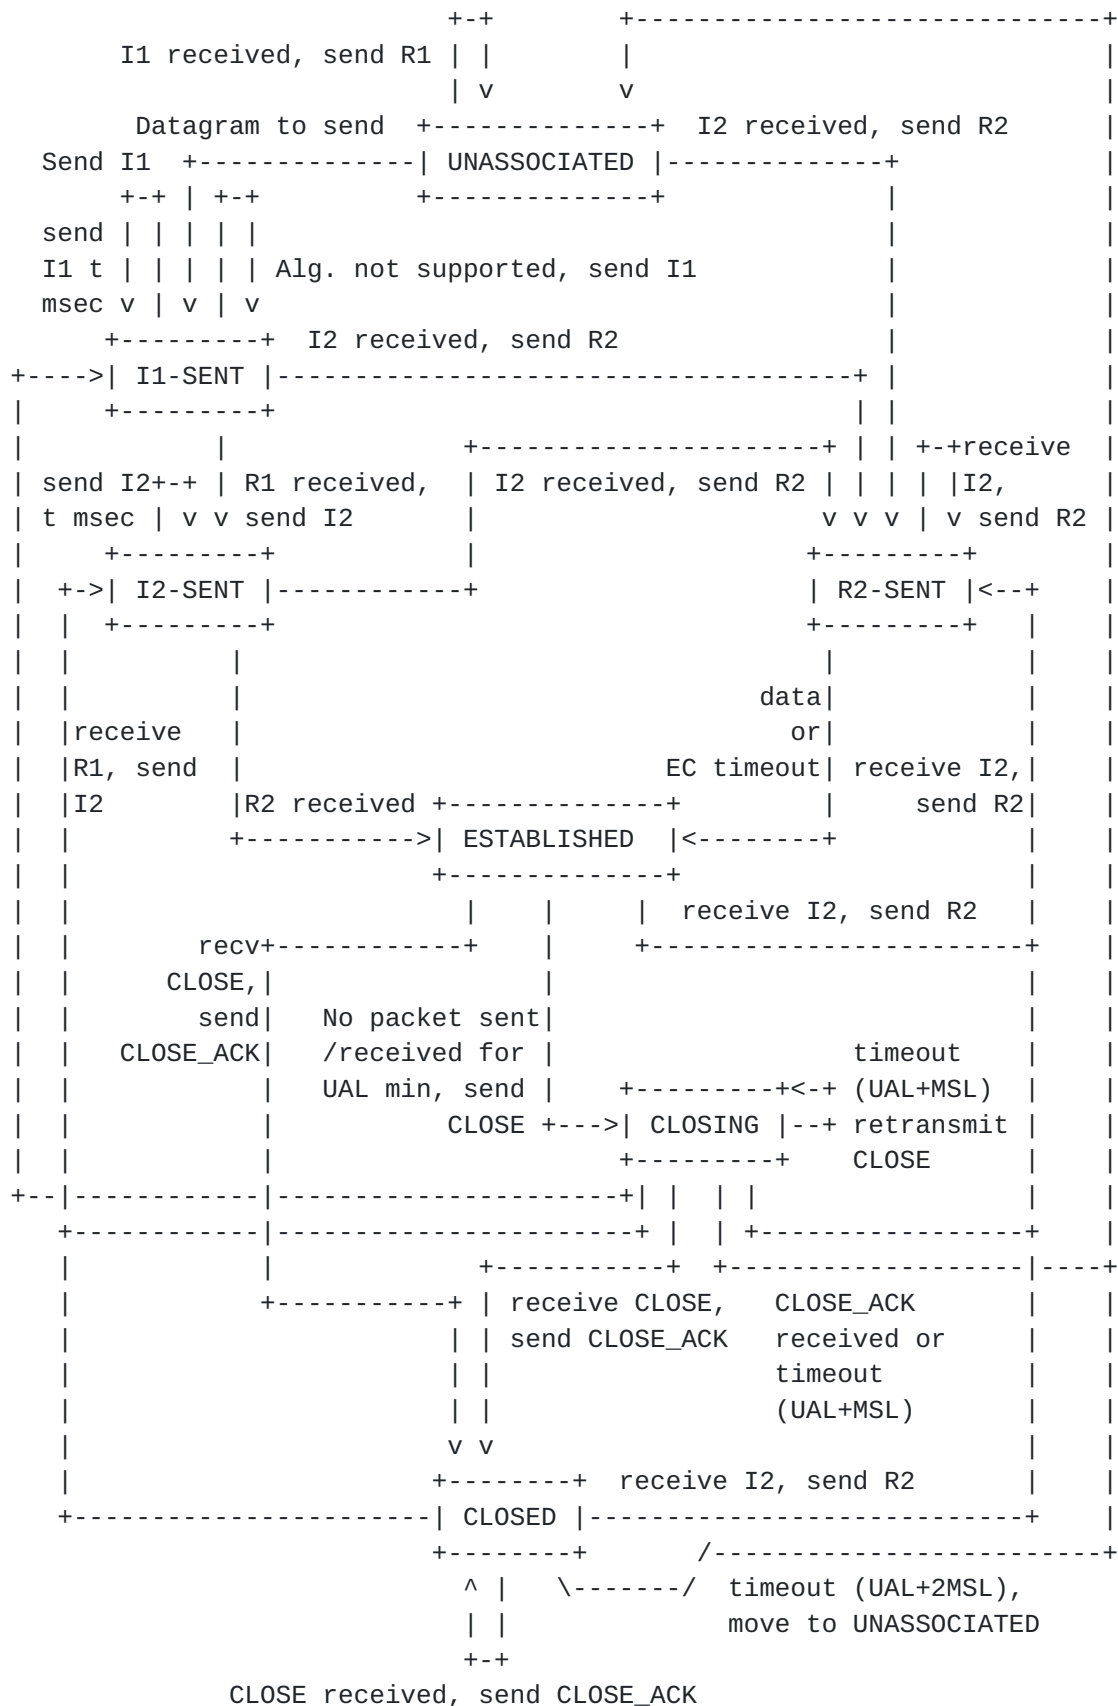 I1 received, send R1
Datagram to send I2 received, send R2
Send I1 UNASSOCIATED
send
I1 t Alg. not supported, send I1
msec
I2 received, send R2
I1-SENT
receive
send I2 R1 received, I2 received, send R2 I2,
t msec send I2 send R2
I2-SENT R2-SENT
data
receive or
R1, send EC timeout receive I2,
I2 R2 received send R2
ESTABLISHED
receive I2, send R2
recv
CLOSE,
send No packet sent
CLOSE_ACK /received for timeout
UAL min, send (UAL+MSL)
CLOSE CLOSING retransmit
CLOSE
receive CLOSE, CLOSE_ACK
send CLOSE_ACK received or
timeout
(UAL+MSL)
receive I2, send R2
CLOSED
timeout (UAL+2MSL),
move to UNASSOCIATED
CLOSE received, send CLOSE_ACK